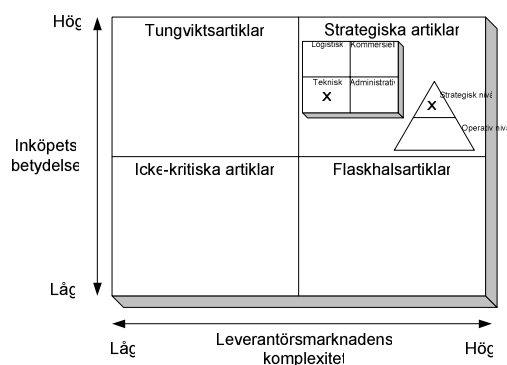 Hög
Tungviktsartiklar
Strategiska artiklar
Logistisk
Kommersiell
Teknisk
Administrativ
x
x
Strategisk nivå
Operativ nivå
Inköpets
betydelse
Icke-kritiska artiklar
Flaskhalsartiklar
Låg
Leverantörsmarknadens
komplexitet
Låg
Hög